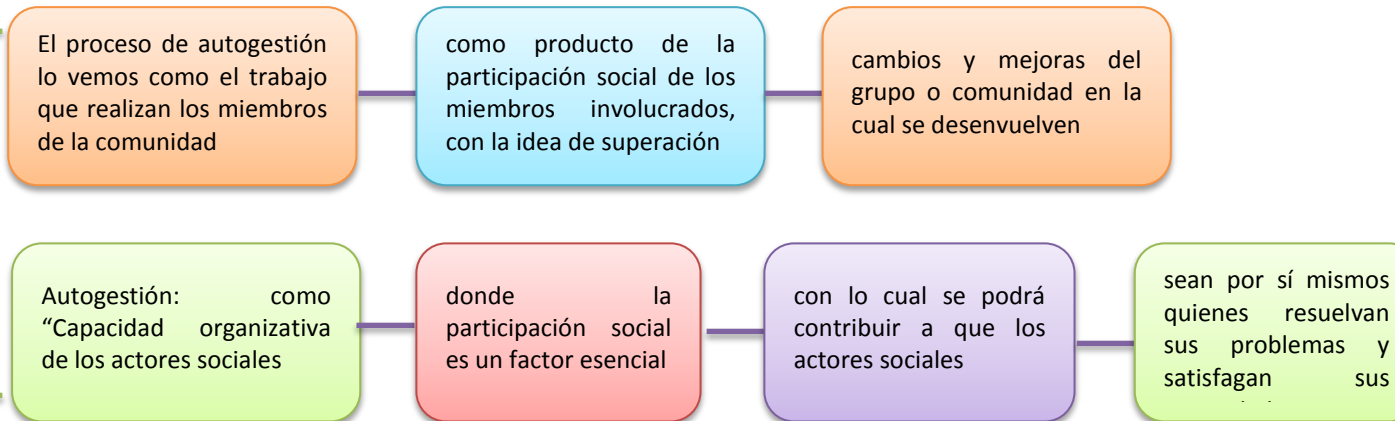 El proceso de autogestión
lo vemos como el trabajo
que realizan los miembros
de la comunidad
como producto de la
participación social de los
miembros involucrados,
con la idea de superación
cambios y mejoras del
grupo o comunidad en la
cual se desenvuelven
Autogestión: como
“Capacidad organizativa
de los actores sociales
donde la
participación social
es un factor esencial
con lo cual se podrá
contribuir a que los
actores sociales
sean por sí mismos
quienes resuelvan
sus problemas y
satisfagan sus